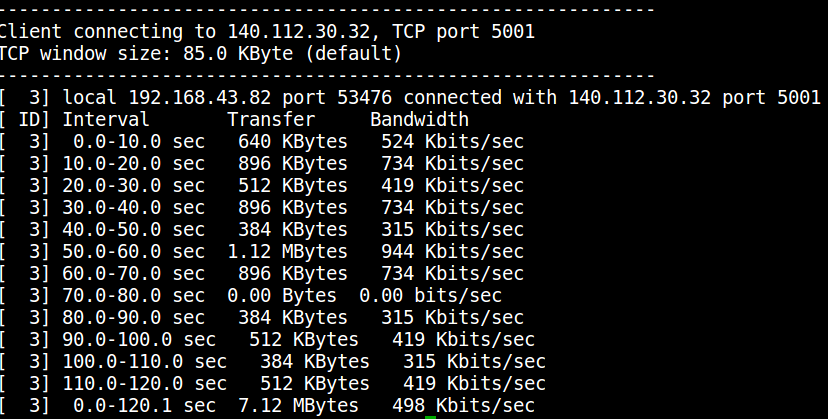 ------------------------------------------------------------
Client connecting to 140.112.30.32, TCP port 5001
TCP window size: 85.0 KByte (default)
------------------------------------------------------------
[  3] local 192.168.43.82 port 53476 connected with 140.112.30.32 port 5001
[ ID] Interval       Transfer     Bandwidth
[  3]  0.0-10.0 sec   640 KBytes   524 Kbits/sec
[  3] 10.0-20.0 sec   896 KBytes   734 Kbits/sec
[  3] 20.0-30.0 sec   512 KBytes   419 Kbits/sec
[  3] 30.0-40.0 sec   896 KBytes   734 Kbits/sec
[  3] 40.0-50.0 sec   384 KBytes   315 Kbits/sec
[  3] 50.0-60.0 sec  1.12 MBytes   944 Kbits/sec
[  3] 60.0-70.0 sec   896 KBytes   734 Kbits/sec
[  3] 70.0-80.0 sec  0.00 Bytes  0.00 bits/sec
[  3] 80.0-90.0 sec   384 KBytes   315 Kbits/sec
[  3] 90.0-100.0 sec   512 KBytes   419 Kbits/sec
[  3] 100.0-110.0 sec   384 KBytes   315 Kbits/sec
[  3] 110.0-120.0 sec   512 KBytes   419 Kbits/sec
[  3]  0.0-120.1 sec  7.12 MBytes   498 Kbits/sec